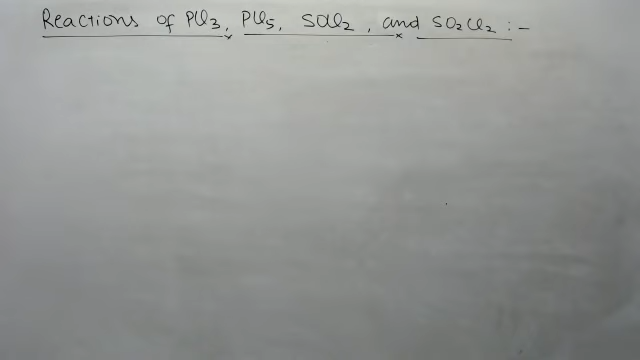 Reactions of PCl3, PCl5, SOCl2, and SO2Cl2 :-